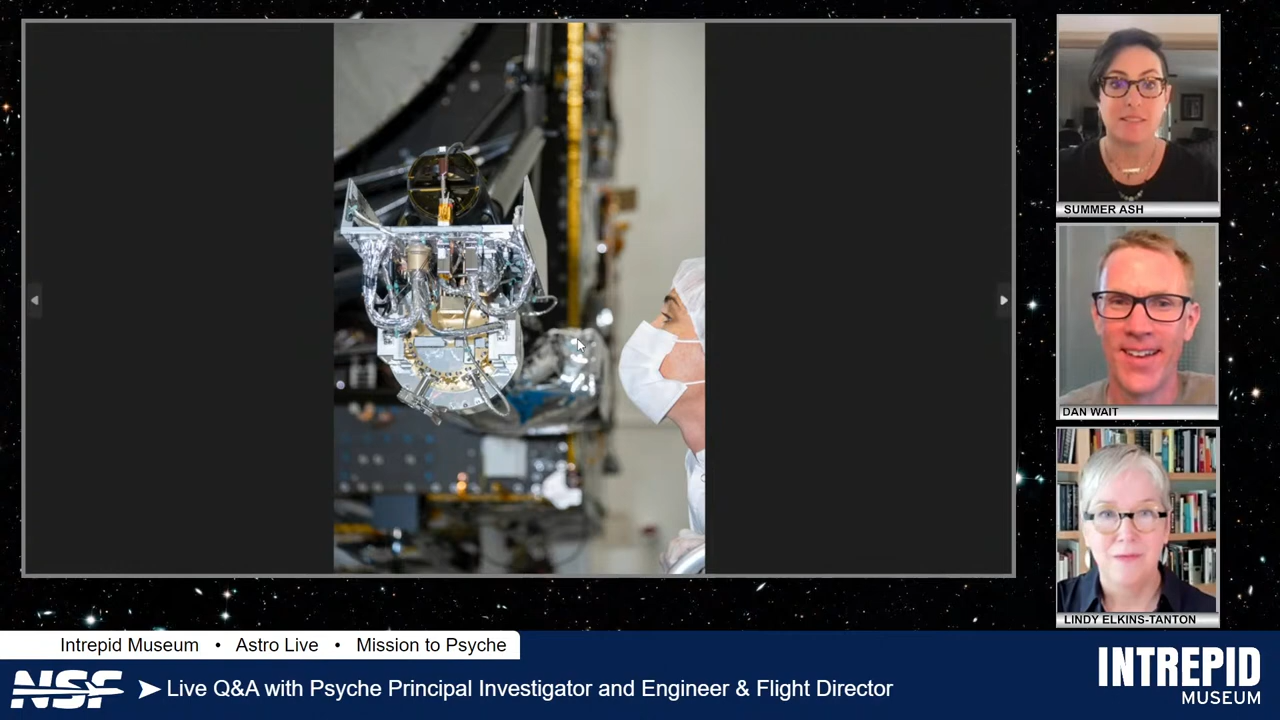 SUMMER ASH
DAN WAIT
LINDY ELKINS-TANTON
Intrepid Museum • Astro Live • Mission to Psyche
NSF
Live Q&A with Psyche Principal Investigator and Engineer & Flight Director
INTREPID
MUSEUM